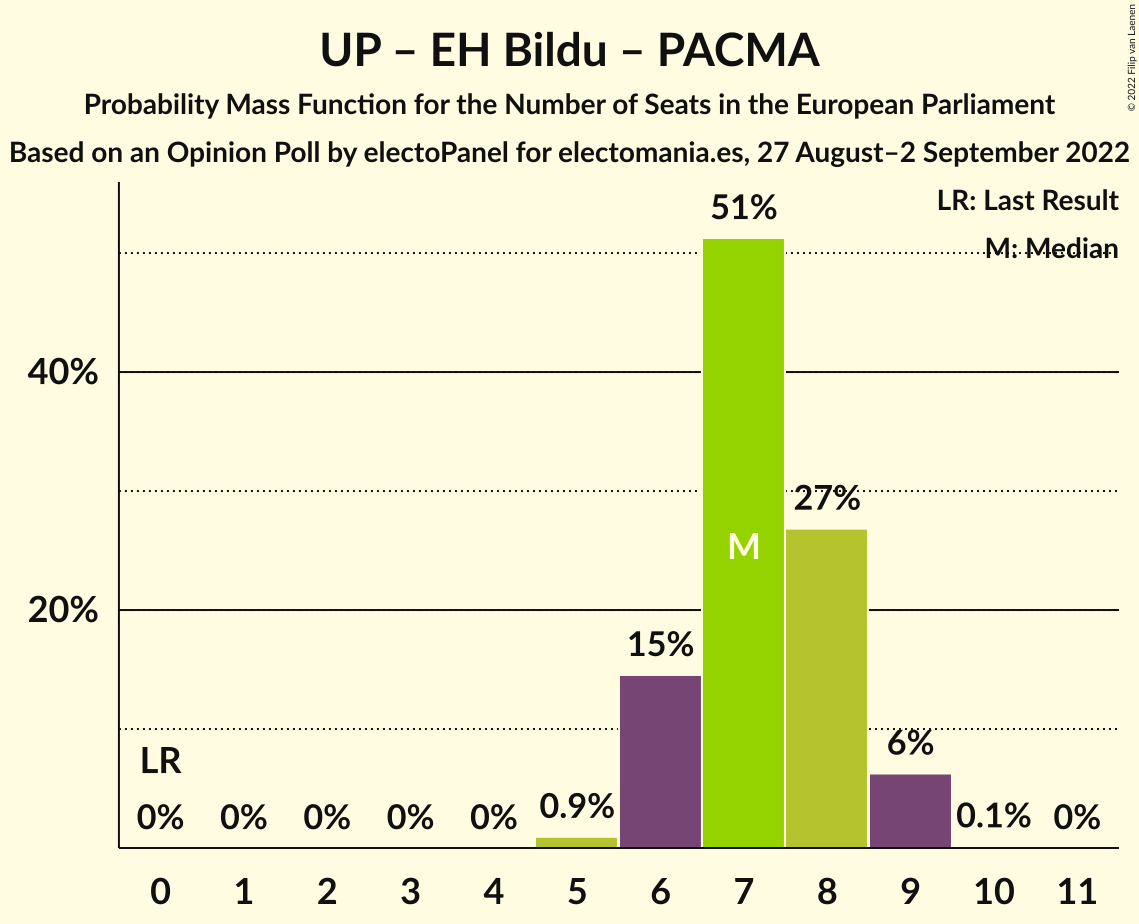 UP – EH Bildu – PACMA
Probability Mass Function for the Number of Seats in the European Parliament
Based on an Opinion Poll by electoPanel for electomania.es, 27 August–2 September 2022
© 2022 Filip van Laenen
LR: Last Result
M: Median
51%
40%
27%
M
20%
15%
LR
6%
0% 0% 0% 0% 0% 0.9% 0.1% 0%
0 1 2 3 4 5 6 7 8 9 10 11